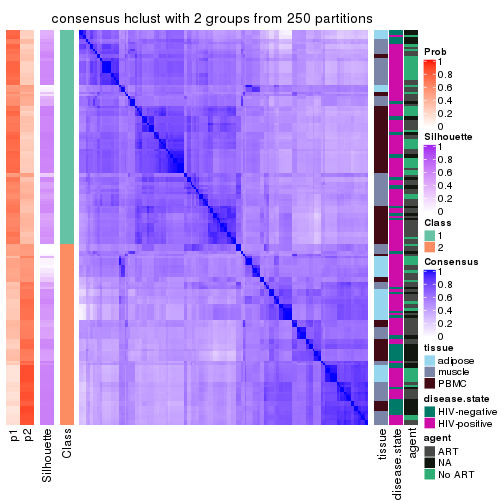 consensus hclust with 2 groups from 250 partitions
Prob
1
0.8
0.6
0.4
0.2
0
Silhouette
1
0.8
0.6
0.4
0.2
0
Class
1
2
Consensus
1
0.8
0.6
0.4
0.2
0
tissue
adipose
muscle
PBMC
disease.state
HIV-negative
HIV-positive
agent
ART
NA
No ART
p1
p2
Silhouette
Class
tissue
disease.state
agent